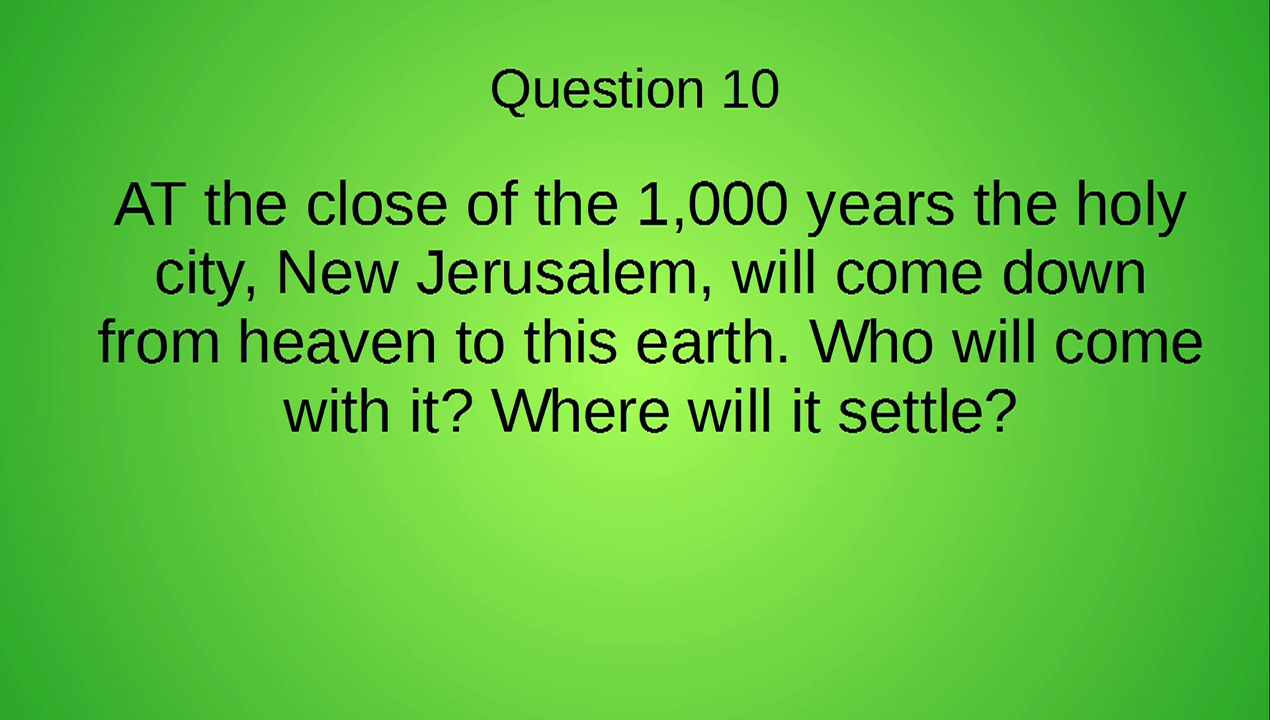 Question 10
AT the close of the 1,000 years the holy
city, New Jerusalem, will come down
from heaven to this earth. Who will come
with it? Where will it settle?